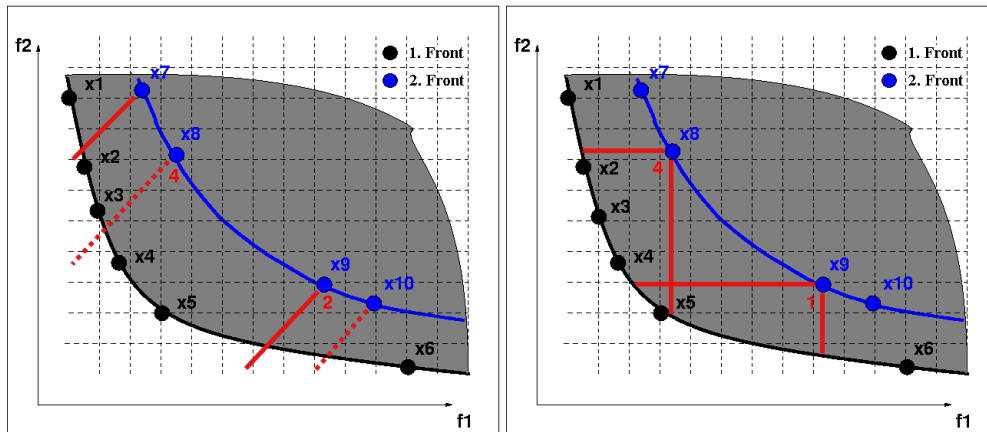 f2
1. Front
2. Front
x7
x1
x8
x2
4
x3
x4
x9
x10
x5
2
x6
f1
f2
1. Front
2. Front
x7
x1
x8
x2
4
x3
x4
x9
x10
x5
1
x6
f1